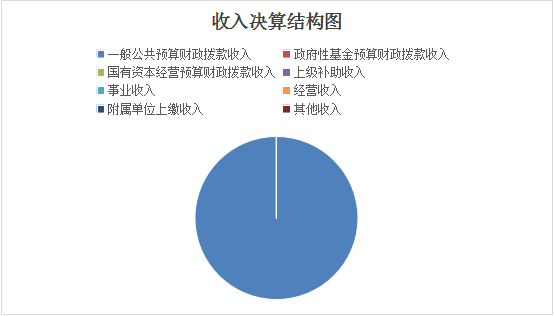 收入决算结构图
一般公共预算财政拨款收入 政府性基金预算财政拨款收入
国有资本经营预算财政拨款收入 上级补助收入
事业收入 经营收入
附属单位上缴收入 其他收入